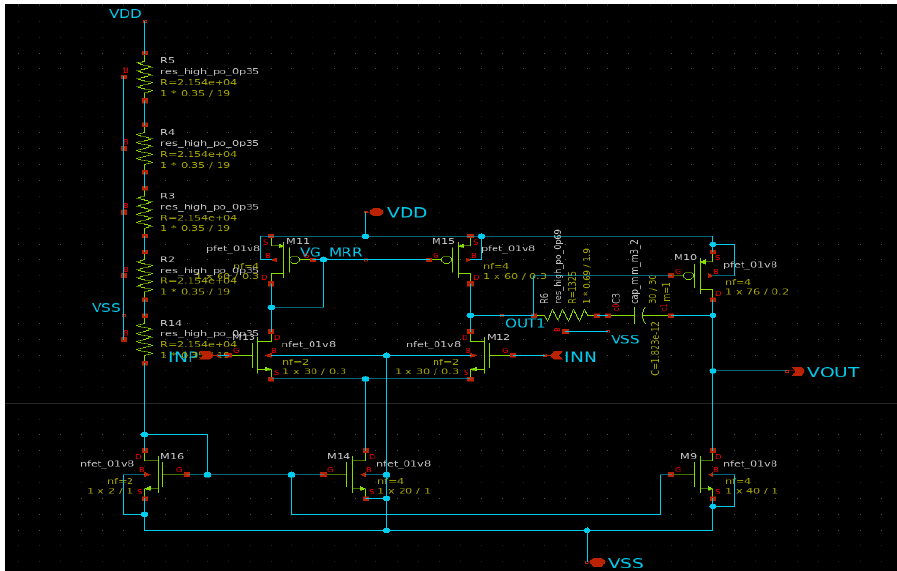 VDD
R5
res_high_po_0p35
R=2.154e+04
1 * 0.35 / 19
R4
res_high_po_0p35
R=2.154e+04
1 * 0.35 / 19
R3
res_high_po_0p35
R=2.154e+04
1 * 0.35 / 19
R2
res_high_po_0p35
R=2.154e+04
1 * 0.35 / 19
VSS
R14
res_high_po_0p35
R=2.154e+04
1 * 0.35 / 19
VDD
M11
pfet_01v8
nf=4
1 x 60 / 0.3
VG_MRR
M15
pfet_01v8
nf=4
1 x 60 / 0.3
R6
res_high_po_0p69
R=1325
1 * 0.69 / 1.9
C3
cap_mim_m3_2
30 / 30
m=1
C=1.823e-12
VSS
OUT1
M10
pfet_01v8
nf=4
1 x 76 / 0.2
INP
M13
nfet_01v8
nf=2
1 x 30 / 0.3
M12
nfet_01v8
nf=2
1 x 30 / 0.3
INN
VOUT
M16
nfet_01v8
nf=2
1 x 2 / 1
M14
nfet_01v8
nf=4
1 x 20 / 1
M9
nfet_01v8
nf=4
1 x 40 / 1
VSS